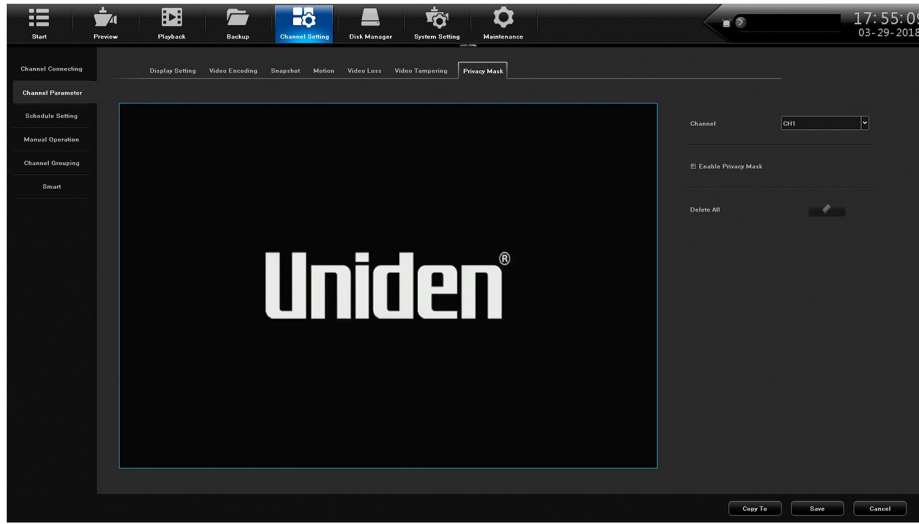 Start Preview Playback Backup Channel Setting Disk Manager System Setting Maintenance
17:55:09
03-29-2018
Channel Connecting
Channel Parameter
Schedule Setting
Manual Operation
Channel Grouping
Smart
Display Setting Video Encoding Snapshot Motion Video Loss Video Tampering Privacy Mask
Uniden®
Channel CH1
Enable Privacy Mask
Delete All
Copy To Save Cancel